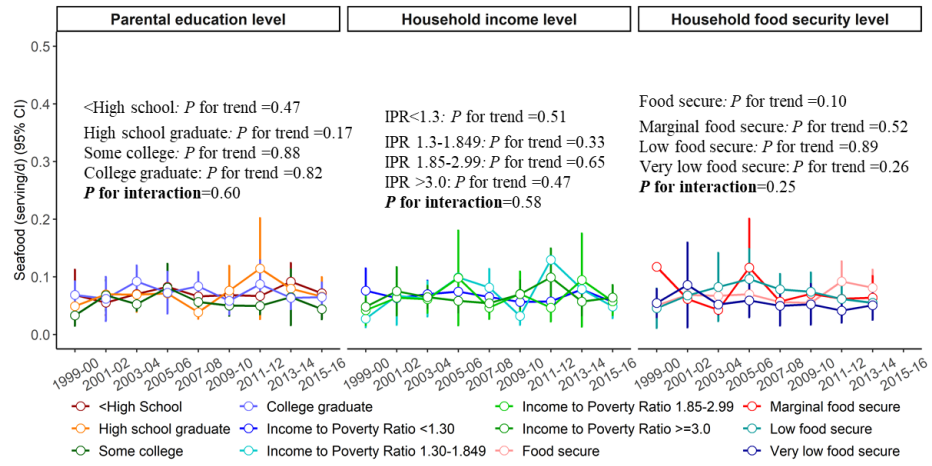 Parental education level
Household income level
Household food security level
Seafood (serving/d) (95% CI)
0.5
0.4
0.3
0.2
0.1
0.0
<High school: P for trend =0.47
High school graduate: P for trend =0.17
Some college: P for trend =0.88
College graduate: P for trend =0.82
P for interaction=0.60
IPR<1.3: P for trend =0.51
IPR 1.3-1.849: P for trend =0.33
IPR 1.85-2.99: P for trend =0.65
IPR >3.0: P for trend =0.47
P for interaction=0.58
Food secure: P for trend =0.10
Marginal food secure: P for trend =0.52
Low food secure: P for trend =0.89
Very low food secure: P for trend =0.26
P for interaction=0.25
1999-00 2001-02 2003-04 2005-06 2007-08 2009-10 2011-12 2013-14 2015-16
1999-00 2001-02 2003-04 2005-06 2007-08 2009-10 2011-12 2013-14 2015-16
1999-00 2001-02 2003-04 2005-06 2007-08 2009-10 2011-12 2013-14 2015-16
<High School
High school graduate
Some college
College graduate
Income to Poverty Ratio <1.30
Income to Poverty Ratio 1.30-1.849
Income to Poverty Ratio 1.85-2.99
Income to Poverty Ratio >=3.0
Food secure
Marginal food secure
Low food secure
Very low food secure